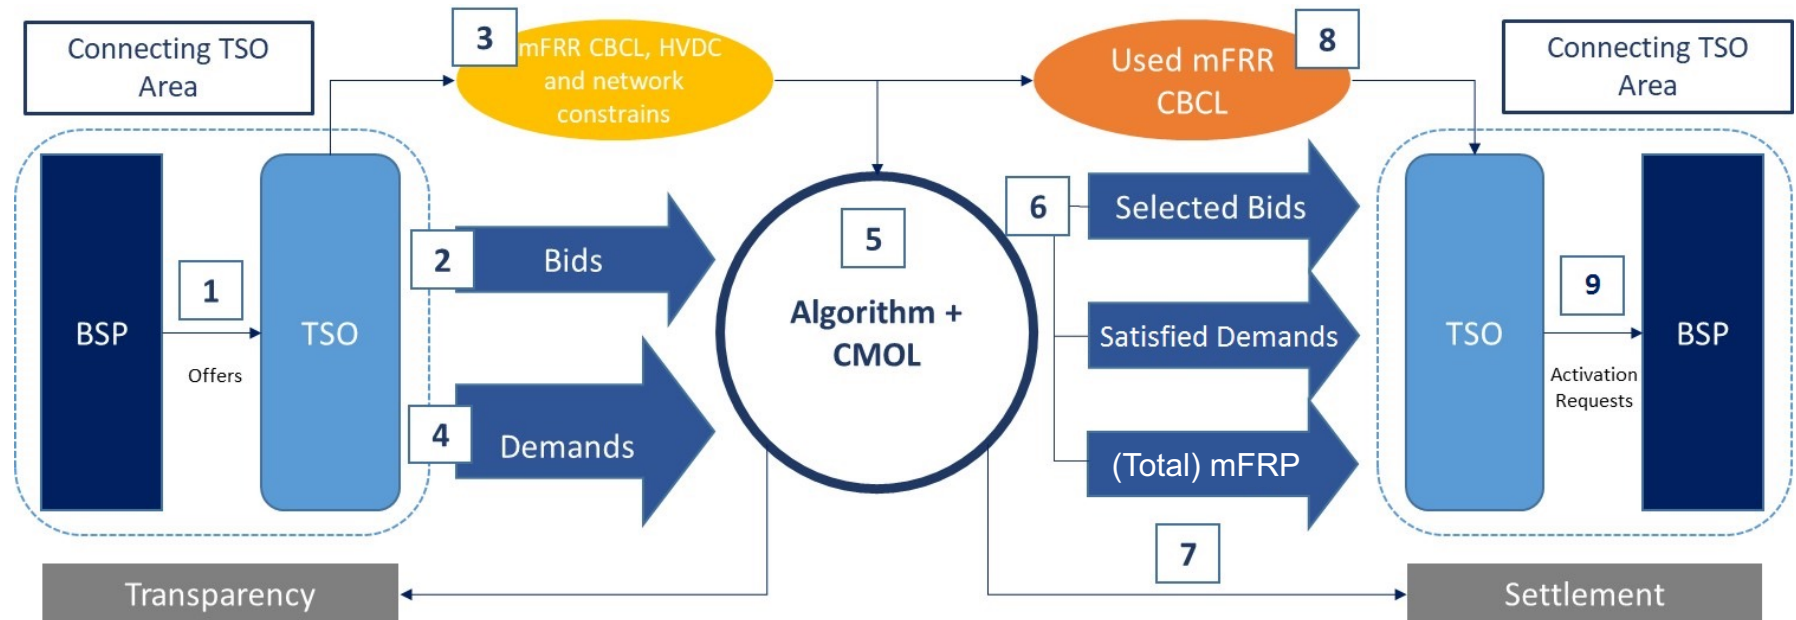 Connecting TSO
Area
3
mFRR CBCL, HVDC
and network
constrains
Used mFRR
CBCL
8
Connecting TSO
Area
BSP
1
Offers
TSO
2
Bids
4
Demands
5
Algorithm +
CMOL
6
Selected Bids
Satisfied Demands
(Total) mFRP
7
TSO
9
Activation
Requests
BSP
Transparency
Settlement